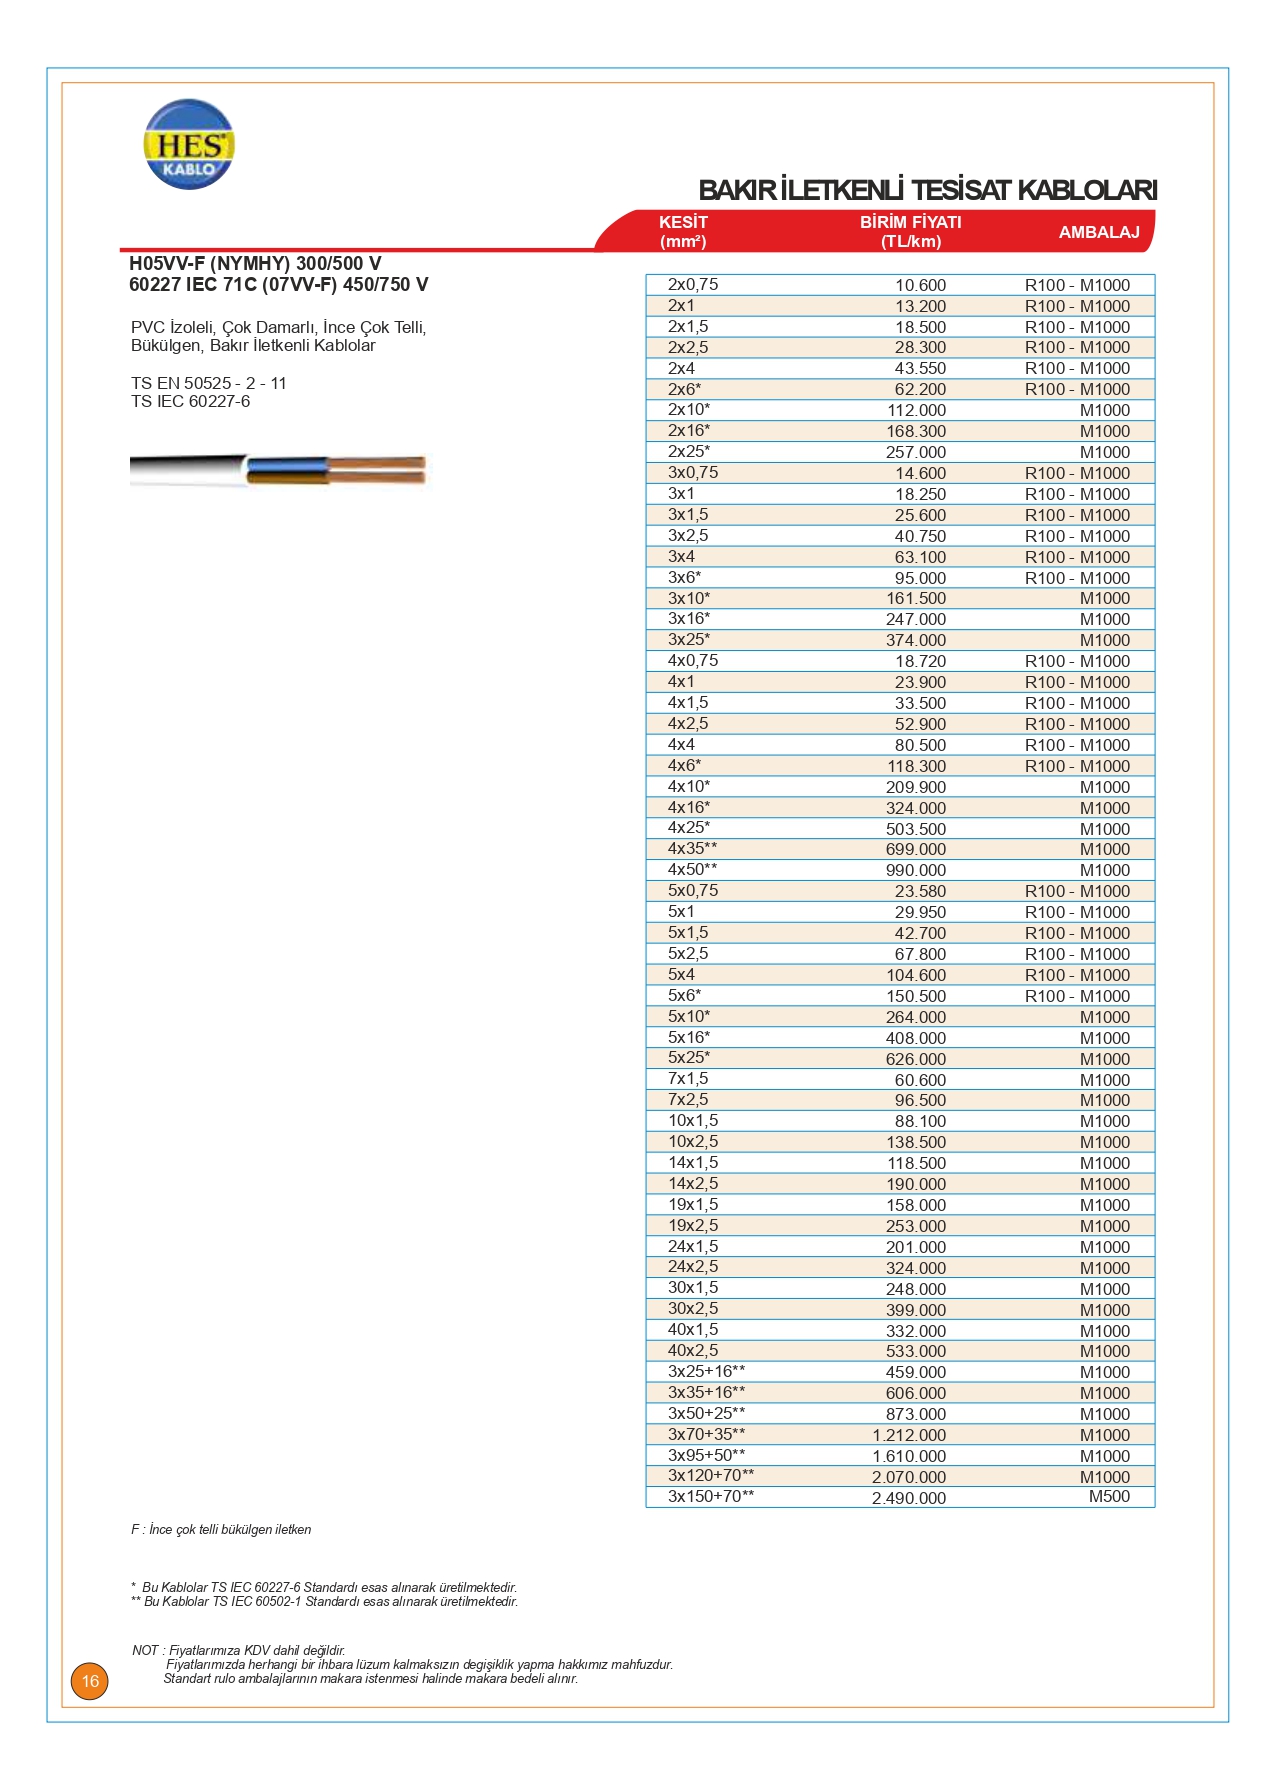 HES
KABLO
BAKIR İLETKENLİ TESİSAT KABLOLARI
KESİT (mm²) BİRİM FİYATI (TL/km) AMBALAJ
H05VV-F (NYMHY) 300/500 V
60227 IEC 71C (07VV-F) 450/750 V
PVC İzoleli, Çok Damarlı, İnce Çok Telli,
Bükülgen, Bakır İletkenli Kablolar
TS EN 50525 - 2 - 11
TS IEC 60227-6
2x0,75 10.600 R100 - M1000
2x1 13.200 R100 - M1000
2x1,5 18.500 R100 - M1000
2x2,5 28.300 R100 - M1000
2x4 43.550 R100 - M1000
2x6* 62.200 R100 - M1000
2x10* 112.000 M1000
2x16* 168.300 M1000
2x25* 257.000 M1000
3x0,75 14.600 R100 - M1000
3x1 18.250 R100 - M1000
3x1,5 25.600 R100 - M1000
3x2,5 40.750 R100 - M1000
3x4 63.100 R100 - M1000
3x6* 95.000 R100 - M1000
3x10* 161.500 M1000
3x16* 247.000 M1000
3x25* 374.000 M1000
4x0,75 18.720 R100 - M1000
4x1 23.900 R100 - M1000
4x1,5 33.500 R100 - M1000
4x2,5 52.900 R100 - M1000
4x4 80.500 R100 - M1000
4x6* 118.300 R100 - M1000
4x10* 209.900 M1000
4x16* 324.000 M1000
4x25* 503.500 M1000
4x35** 699.000 M1000
4x50** 990.000 M1000
5x0,75 23.580 R100 - M1000
5x1 29.950 R100 - M1000
5x1,5 42.700 R100 - M1000
5x2,5 67.800 R100 - M1000
5x4 104.600 R100 - M1000
5x6* 150.500 R100 - M1000
5x10* 264.000 M1000
5x16* 408.000 M1000
5x25* 626.000 M1000
7x1,5 60.600 M1000
7x2,5 96.500 M1000
10x1,5 88.100 M1000
10x2,5 138.500 M1000
14x1,5 118.500 M1000
14x2,5 190.000 M1000
19x1,5 158.000 M1000
19x2,5 253.000 M1000
24x1,5 201.000 M1000
24x2,5 324.000 M1000
30x1,5 248.000 M1000
30x2,5 399.000 M1000
40x1,5 332.000 M1000
40x2,5 533.000 M1000
3x25+16** 459.000 M1000
3x35+16** 606.000 M1000
3x50+25** 873.000 M1000
3x70+35** 1.212.000 M1000
3x95+50** 1.610.000 M1000
3x120+70** 2.070.000 M1000
3x150+70** 2.490.000 M500
F : İnce çok telli bükülgen iletken
* Bu Kablolar TS IEC 60227-6 Standardı esas alınarak üretilmektedir.
** Bu Kablolar TS IEC 60502-1 Standardı esas alınarak üretilmektedir.
NOT : Fiyatlarımıza KDV dahil değildir.
Fiyatlarımızda herhangi bir ihbara lüzum kalmaksızın degişiklik yapma hakkımız mahfuzdur.
Standart rulo ambalajlarının makara istenmesi halinde makara bedeli alınır.
16